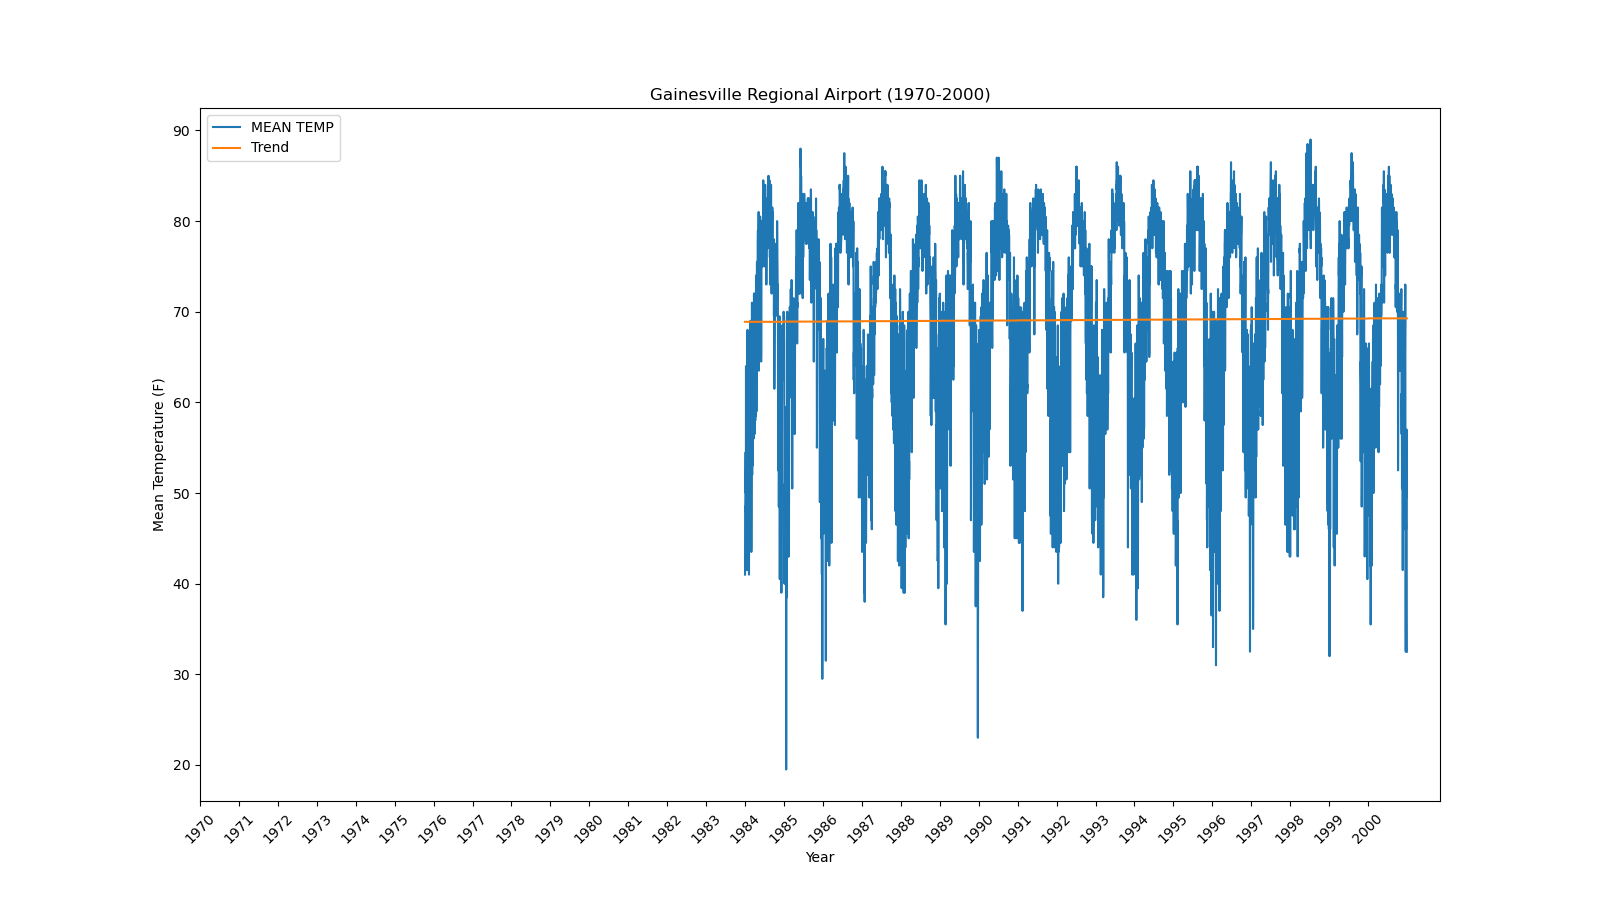 Gainesville Regional Airport (1970-2000)
MEAN TEMP
Trend
90
80
70
60
50
40
30
20
Mean Temperature (F)
1970 1971 1972 1973 1974 1975 1976 1977 1978 1979 1980 1981 1982 1983 1984 1985 1986 1987 1988 1989 1990 1991 1992 1993 1994 1995 1996 1997 1998 1999 2000
Year